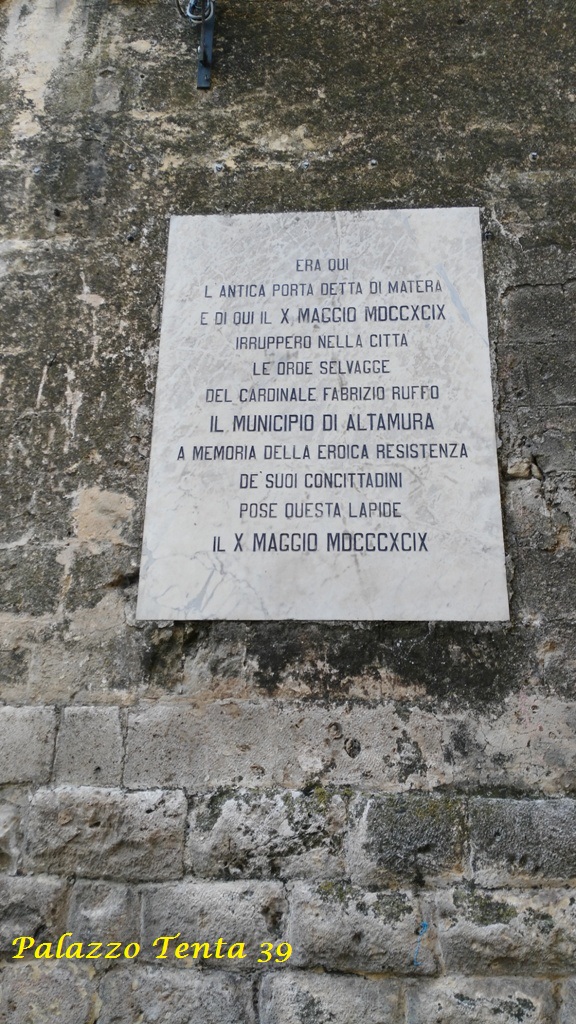 ERA QUI
L ANTICA PORTA DETTA DI MATERA
E DI QUI IL X MAGGIO MDCCXCIX
IRRUPPERO NELLA CITTA
LE ORDE SELVAGGE
DEL CARDINALE FABRIZIO RUFFO
IL MUNICIPIO DI ALTAMURA
A MEMORIA DELLA EROICA RESISTENZA
DE' SUOI CONCITTADINI
POSE QUESTA LAPIDE
IL X MAGGIO MDCCCXCIX
Palazzo Tenta 39